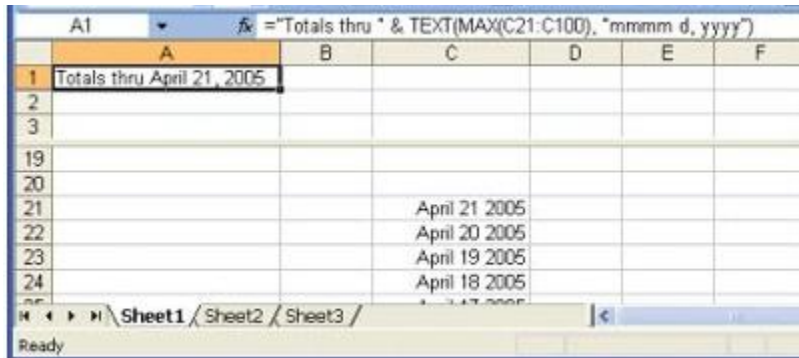 A1 fx ="Totals thru " & TEXT(MAX(C21:C100), "mmmm d, yyyy")
A B C D E F
1 Totals thru April 21, 2005
2
3
19
20
21 April 21 2005
22 April 20 2005
23 April 19 2005
24 April 18 2005
Sheet1 / Sheet2 / Sheet3 /
Ready